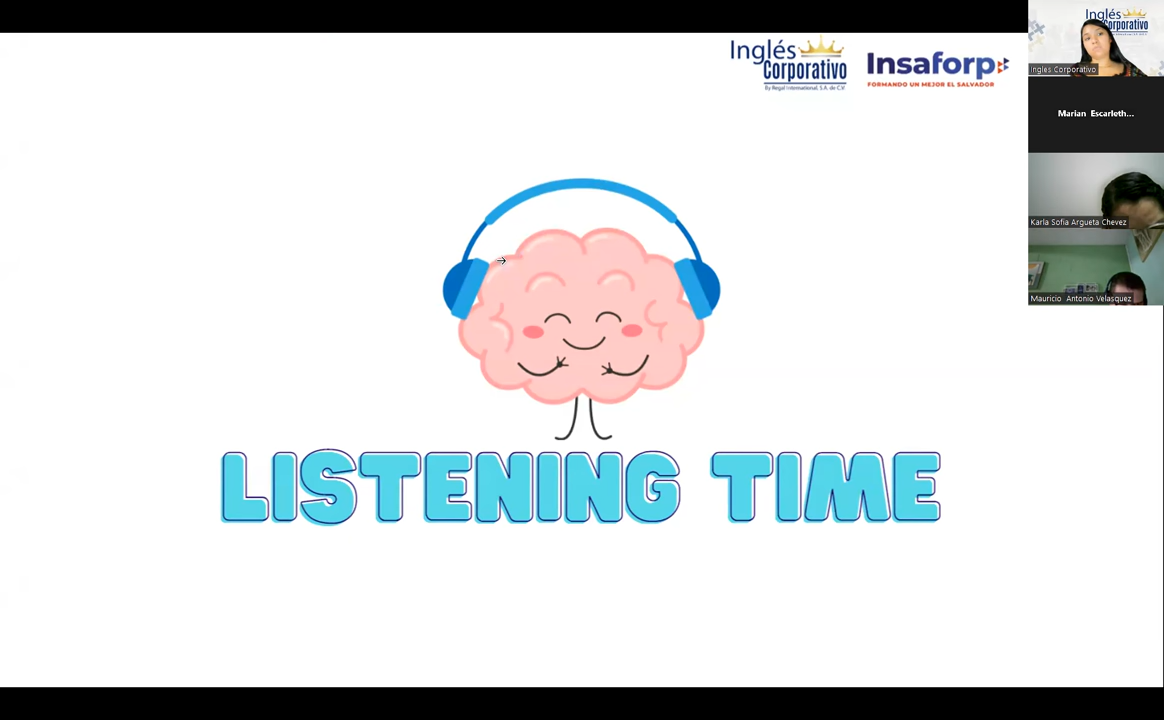 Inglés
Corporativo
By Regal International, S.A. de C.V.
Insaforp
FORMANDO UN MEJOR EL SALVADOR
LISTENING TIME
Inglés
Corporativo
Ingles Corporativo
Marian Escarleth...
Karla Sofia Argueta Chevez
Mauricio Antonio Velasquez